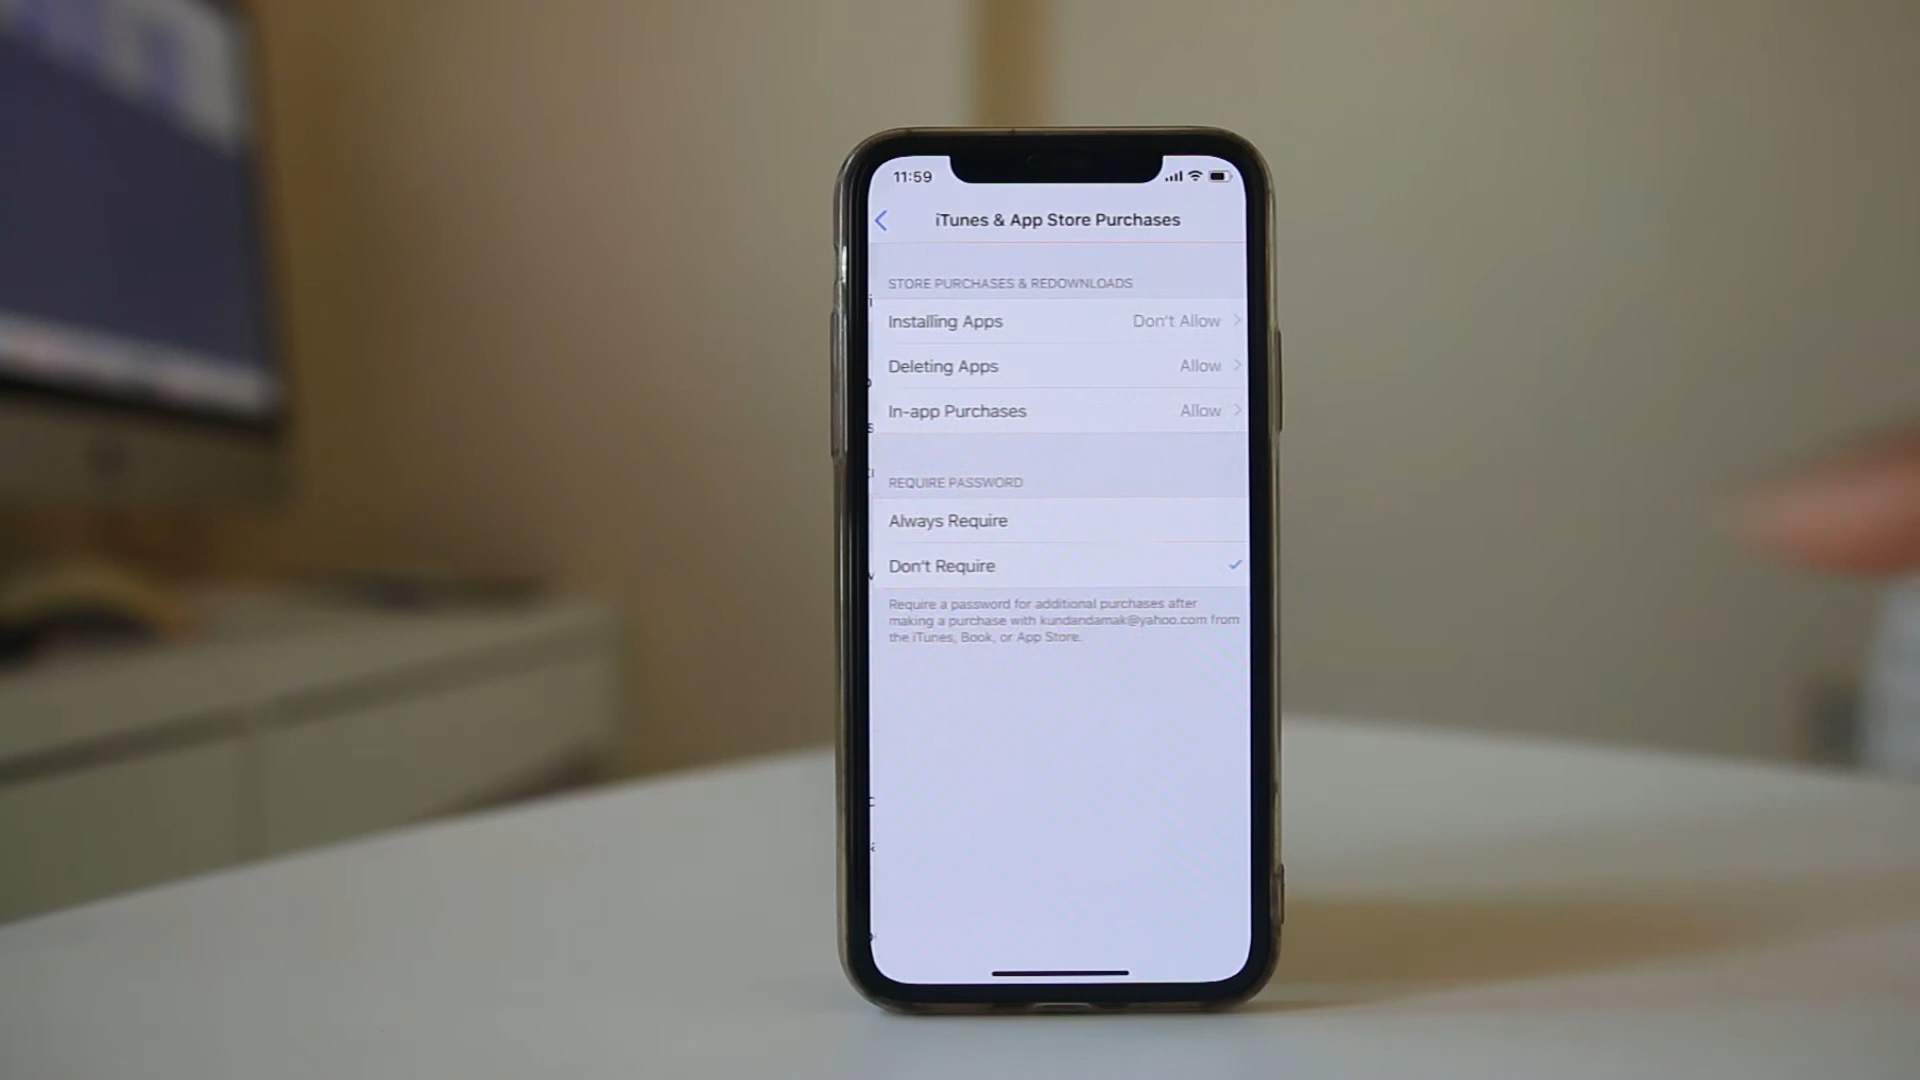 11:59
iTunes & App Store Purchases
STORE PURCHASES & REDOWNLOADS
Installing Apps Don't Allow
Deleting Apps Allow
In-app Purchases Allow
REQUIRE PASSWORD
Always Require
Don't Require
Require a password for additional purchases after
making a purchase with kundandamak@yahoo.com from
the iTunes, Book, or App Store.